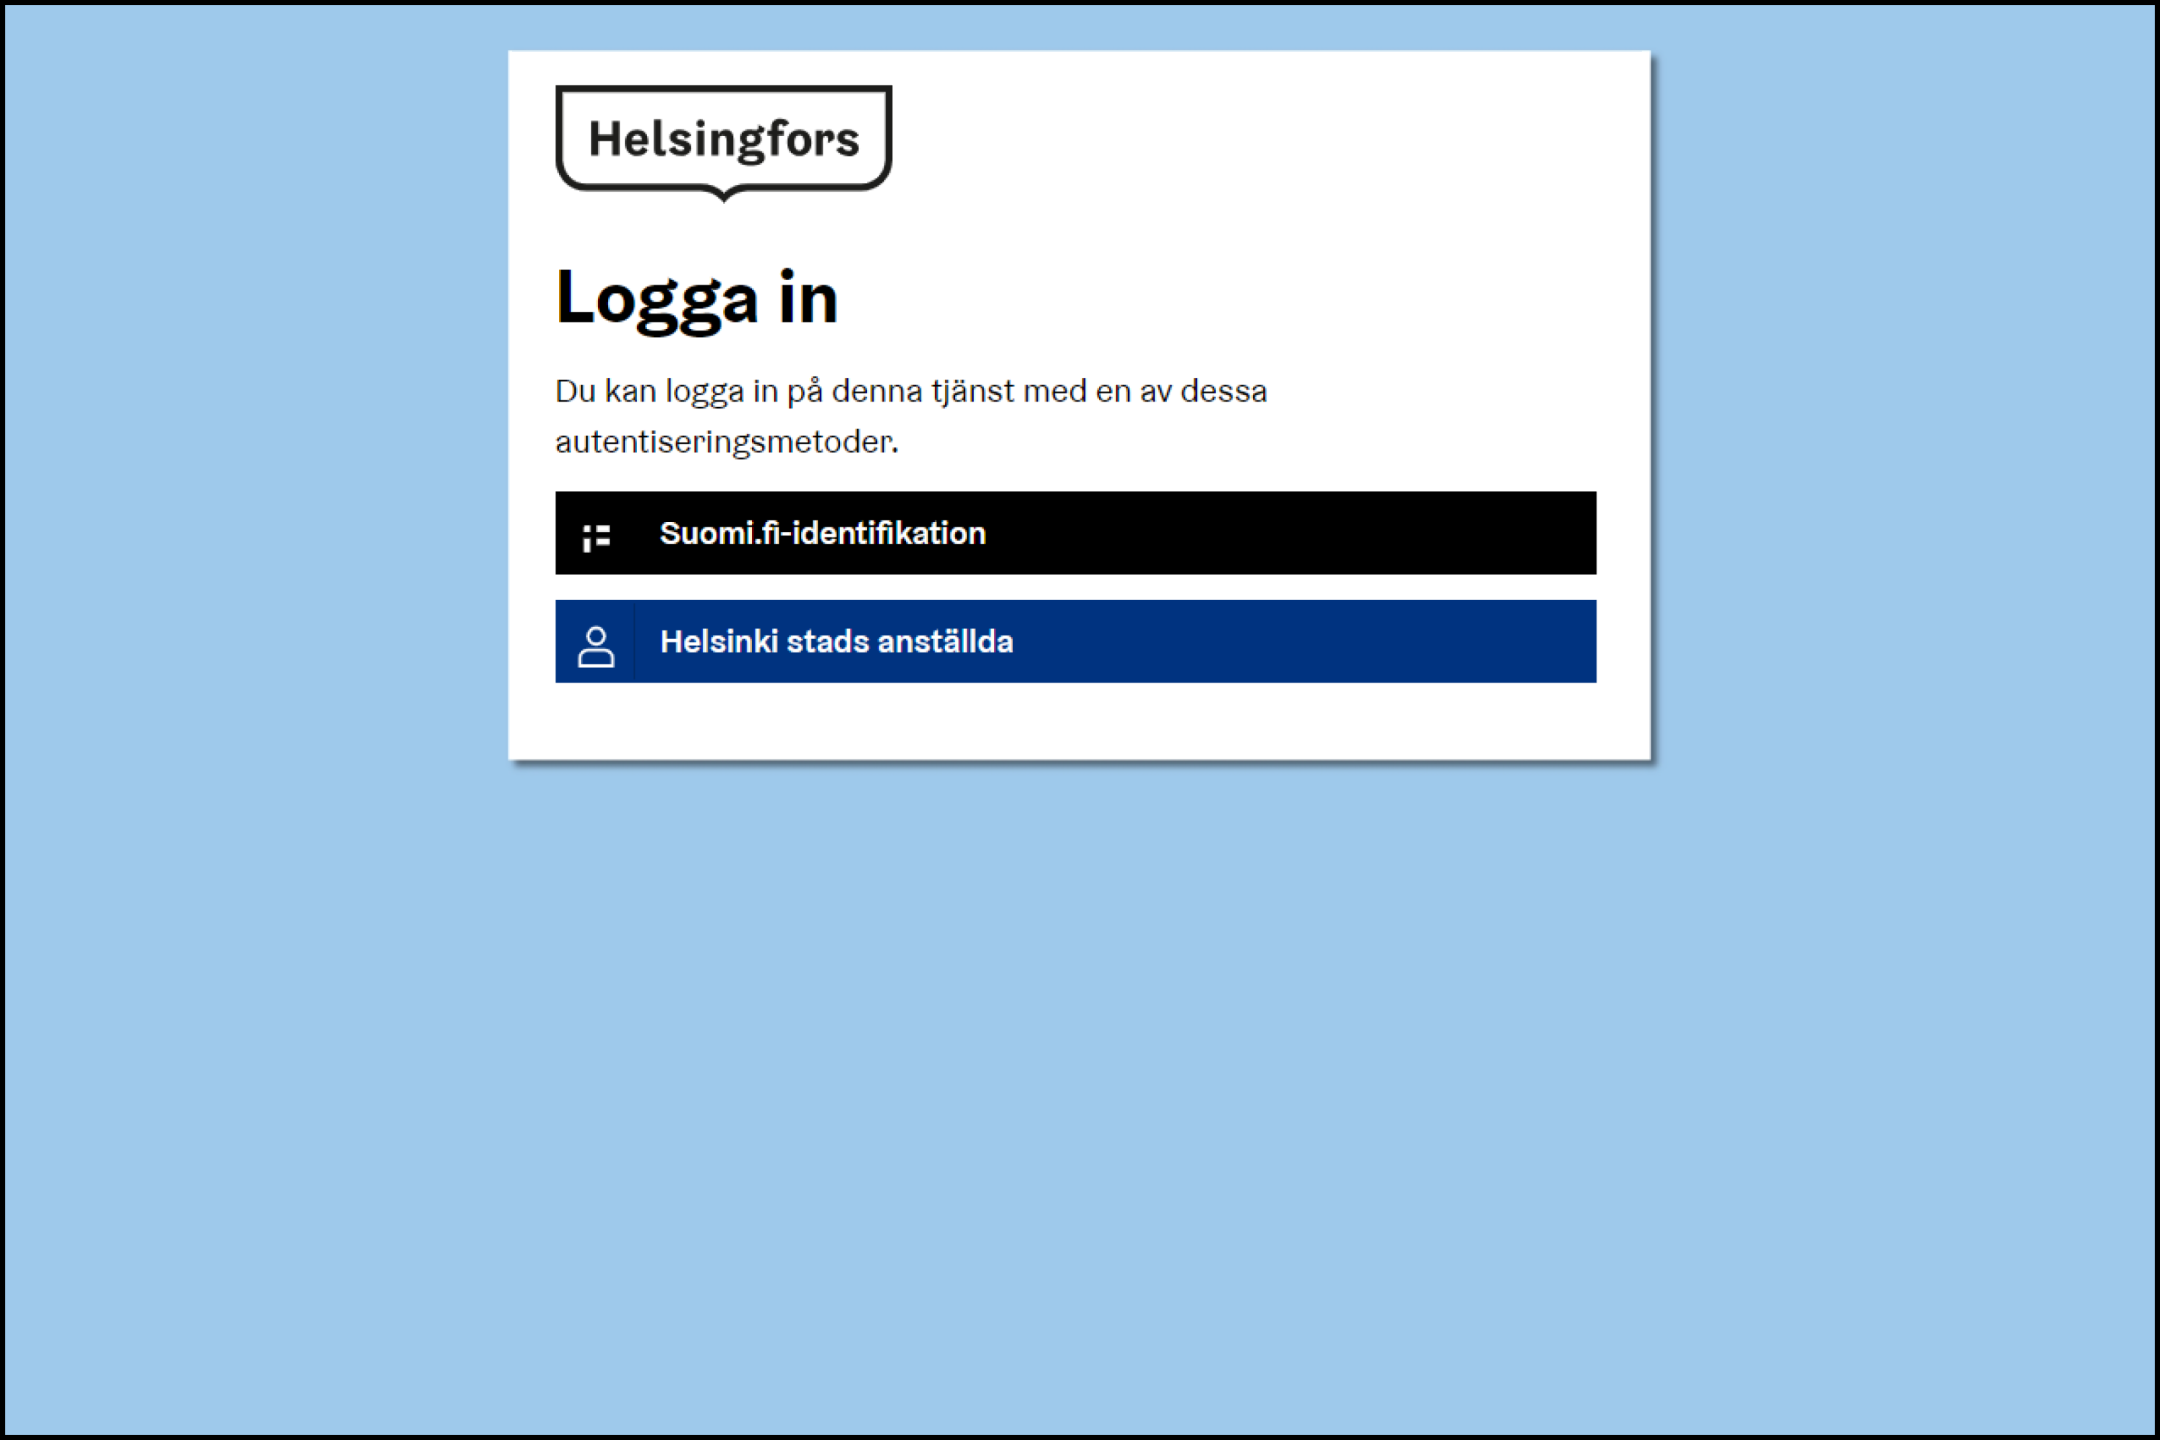 Helsingfors
Logga in
Du kan logga in på denna tjänst med en av dessa
autentiseringsmetoder.
Suomi.fi-identifikation
Helsinki stads anställda